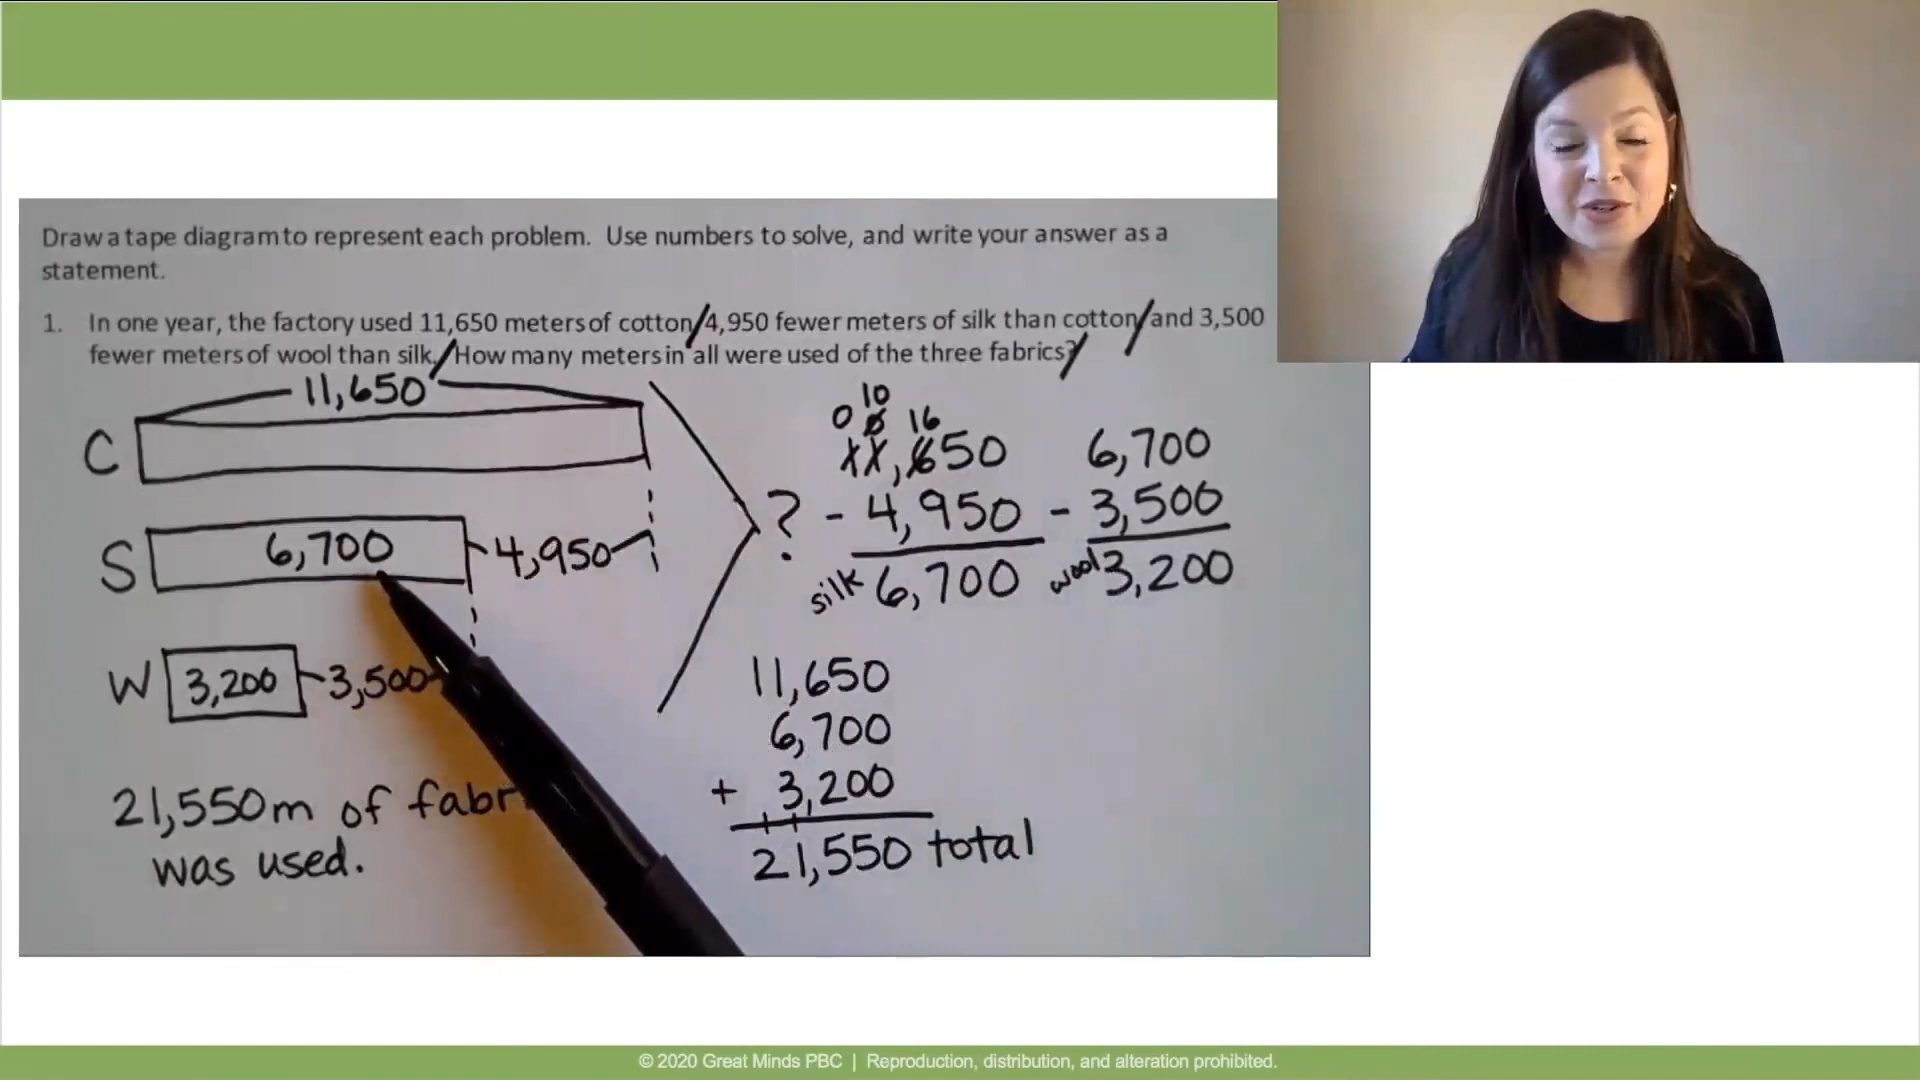 Draw a tape diagram to represent each problem. Use numbers to solve, and write your answer as a
statement.
1. In one year, the factory used 11,650 meters of cotton, 4,950 fewer meters of silk than cotton, and 3,500
fewer meters of wool than silk. How many meters in all were used of the three fabrics?
11,650
C
S 6,700 4,950
W 3,200 3,500
?
21,550m of
was used.
0 10 16
11,650
- 4,950
silk 6,700
6,700
- 3,500
wool 3,200
11,650
6,700
+ 3,200
21,550 total
© 2020 Great Minds PBC | Reproduction, distribution, and alteration prohibited.